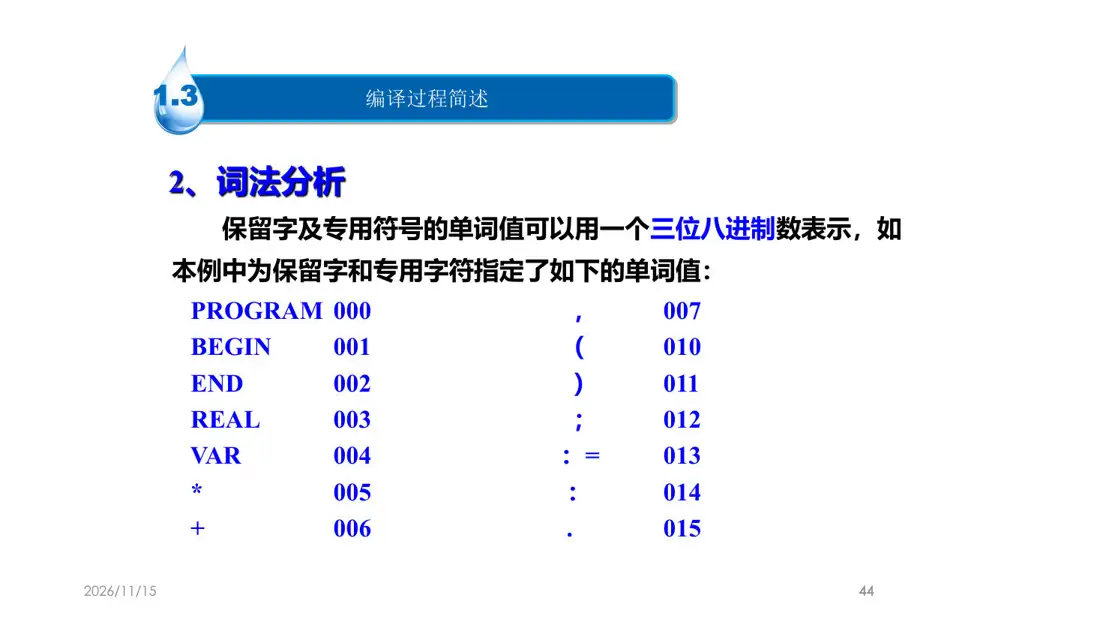 1.3
编译过程简述
2、词法分析
保留字及专用符号的单词值可以用一个三位八进制数表示，如
本例中为保留字和专用字符指定了如下的单词值：
PROGRAM 000 ， 007
BEGIN 001 （ 010
END 002 ） 011
REAL 003 ； 012
VAR 004 ：= 013
* 005 ： 014
+ 006 . 015
2026/11/15
44